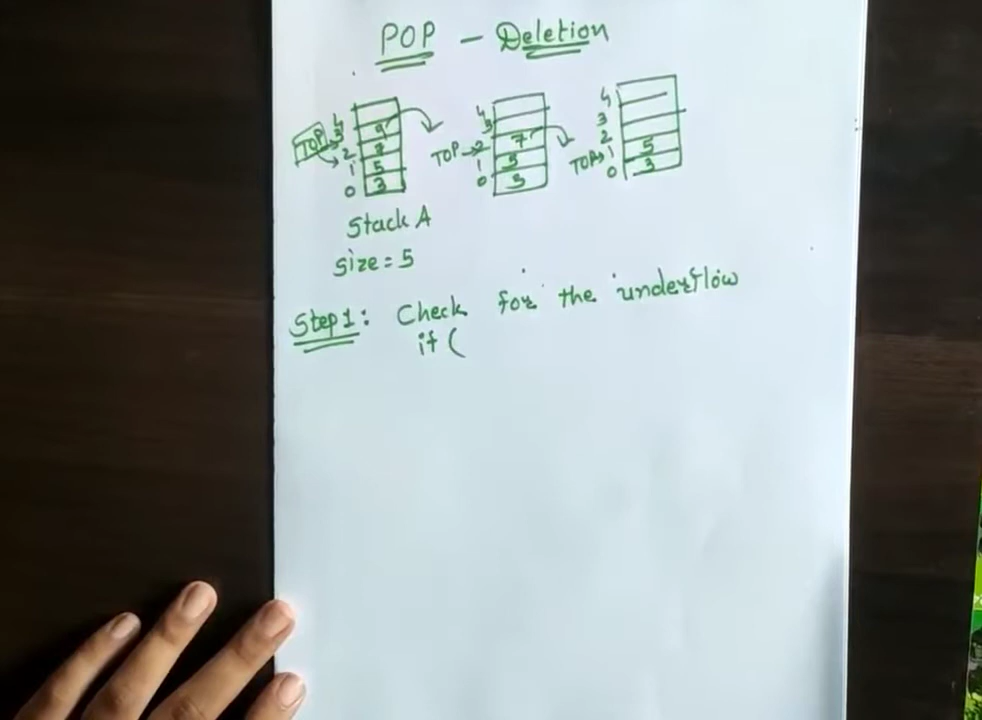 POP - Deletion
4 4 4
TOP 3 9 3 3
2 7 TOP 2 7 2
1 5 1 5 TOP 1 5
0 3 0 3 0 3
Stack A
Size = 5
Step 1: Check for the underflow
if (